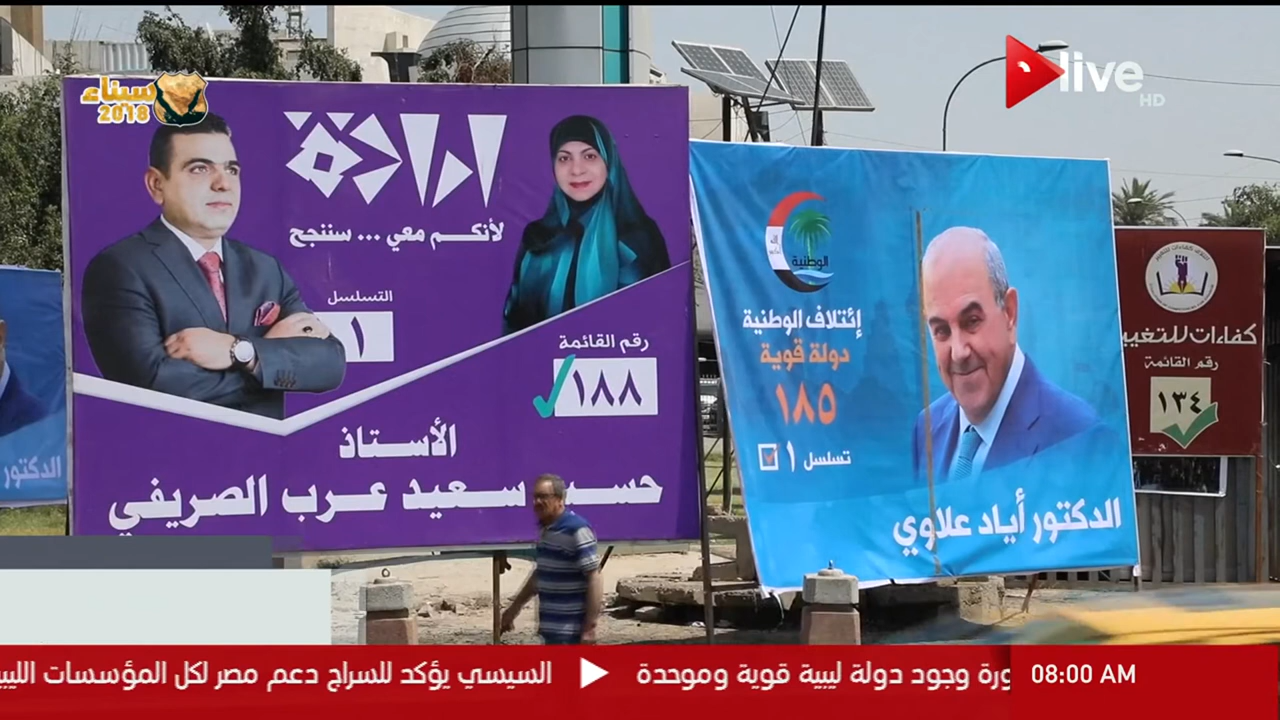 سيناء
2018
live
HD
ارادة
لأنكم معي ... سننجح
التسلسل
١
رقم القائمة
١٨٨
الأستاذ
سعيد عرب الصريفي
الوطنية
إئتلاف الوطنية
دولة قوية
١٨٥
تسلسل ١
الدكتور أياد علاوي
كفاءات للتغيير
رقم القائمة
١٣٤
الدكتور
ورة وجود دولة ليبية قوية وموحدة
السيسي يؤكد للسراج دعم مصر لكل المؤسسات الليبي
08:00 AM